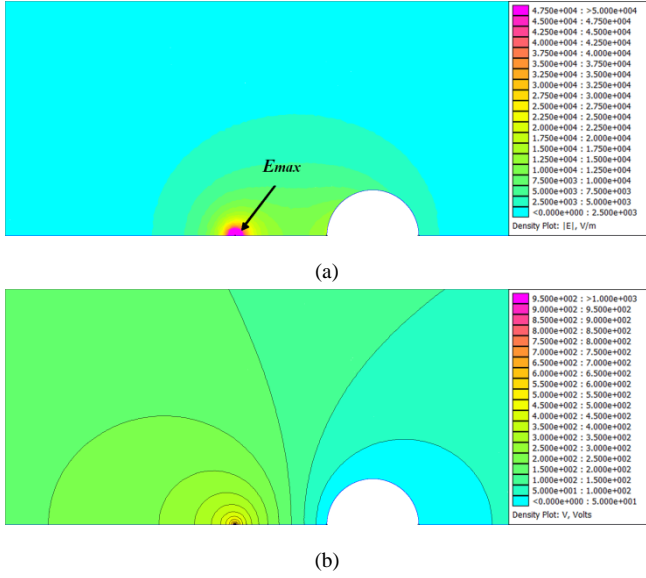 4.750e+004 : >5.000e+004
4.500e+004 : 4.750e+004
4.250e+004 : 4.500e+004
4.000e+004 : 4.250e+004
3.750e+004 : 4.000e+004
3.500e+004 : 3.750e+004
3.250e+004 : 3.500e+004
3.000e+004 : 3.250e+004
2.750e+004 : 3.000e+004
2.500e+004 : 2.750e+004
2.250e+004 : 2.500e+004
2.000e+004 : 2.250e+004
1.750e+004 : 2.000e+004
1.500e+004 : 1.750e+004
1.250e+004 : 1.500e+004
1.000e+004 : 1.250e+004
7.500e+003 : 1.000e+004
5.000e+003 : 7.500e+003
2.500e+003 : 5.000e+003
<0.000e+000 : 2.500e+003
Density Plot: |E|, V/m
Emax
(a)
9.500e+002 : >1.000e+003
9.000e+002 : 9.500e+002
8.500e+002 : 9.000e+002
8.000e+002 : 8.500e+002
7.500e+002 : 8.000e+002
7.000e+002 : 7.500e+002
6.500e+002 : 7.000e+002
6.000e+002 : 6.500e+002
5.500e+002 : 6.000e+002
5.000e+002 : 5.500e+002
4.500e+002 : 5.000e+002
4.000e+002 : 4.500e+002
3.500e+002 : 4.000e+002
3.000e+002 : 3.500e+002
2.500e+002 : 3.000e+002
2.000e+002 : 2.500e+002
1.500e+002 : 2.000e+002
1.000e+002 : 1.500e+002
5.000e+001 : 1.000e+002
<0.000e+000 : 5.000e+001
Density Plot: V, Volts
(b)